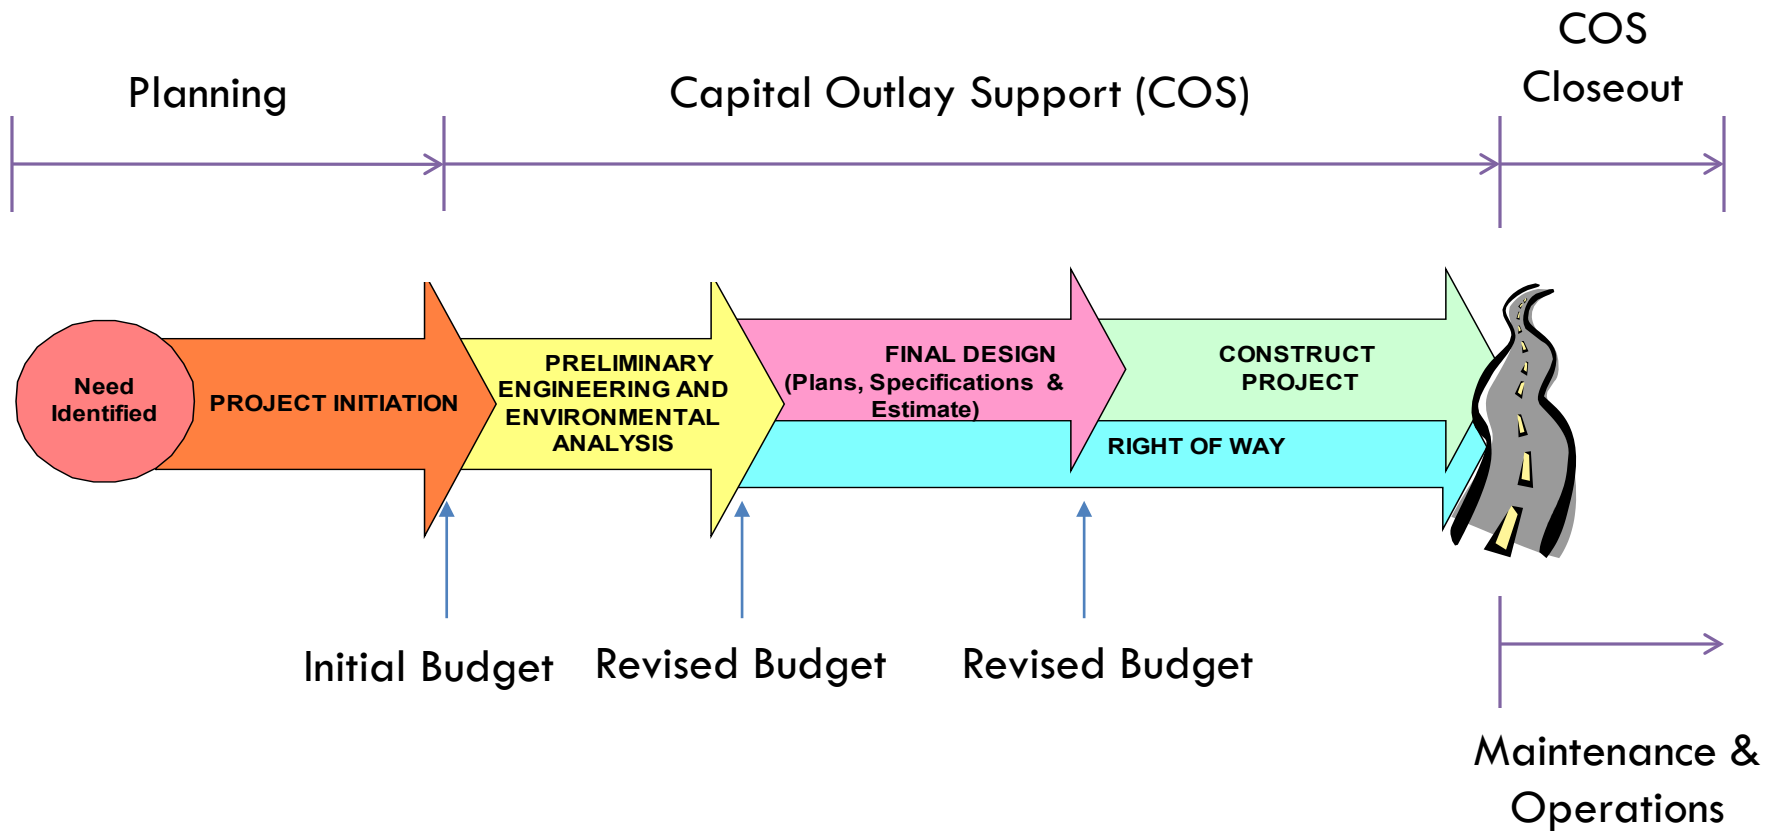 COS
Closeout
Planning
Capital Outlay Support (COS)
Need
Identified
PROJECT INITIATION
PRELIMINARY
ENGINEERING AND
ENVIRONMENTAL
ANALYSIS
FINAL DESIGN
(Plans, Specifications &
Estimate)
CONSTRUCT
PROJECT
RIGHT OF WAY
Initial Budget
Revised Budget
Revised Budget
Maintenance &
Operations